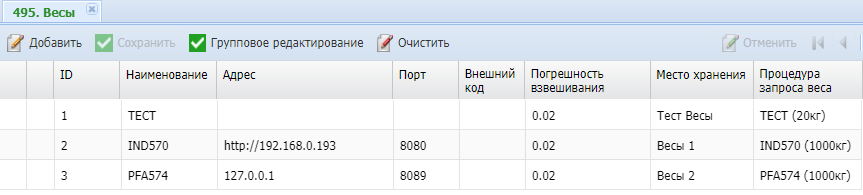 495. Весы
Добавить Сохранить Групповое редактирование Очистить Отменить
ID Наименование Адрес Порт Внешний код Погрешность взвешивания Место хранения Процедура запроса веса
1 ТЕСТ 0.02 Тест Весы ТЕСТ (20кг)
2 IND570 http://192.168.0.193 8080 0.02 Весы 1 IND570 (1000кг)
3 PFA574 127.0.0.1 8089 0.02 Весы 2 PFA574 (1000кг)